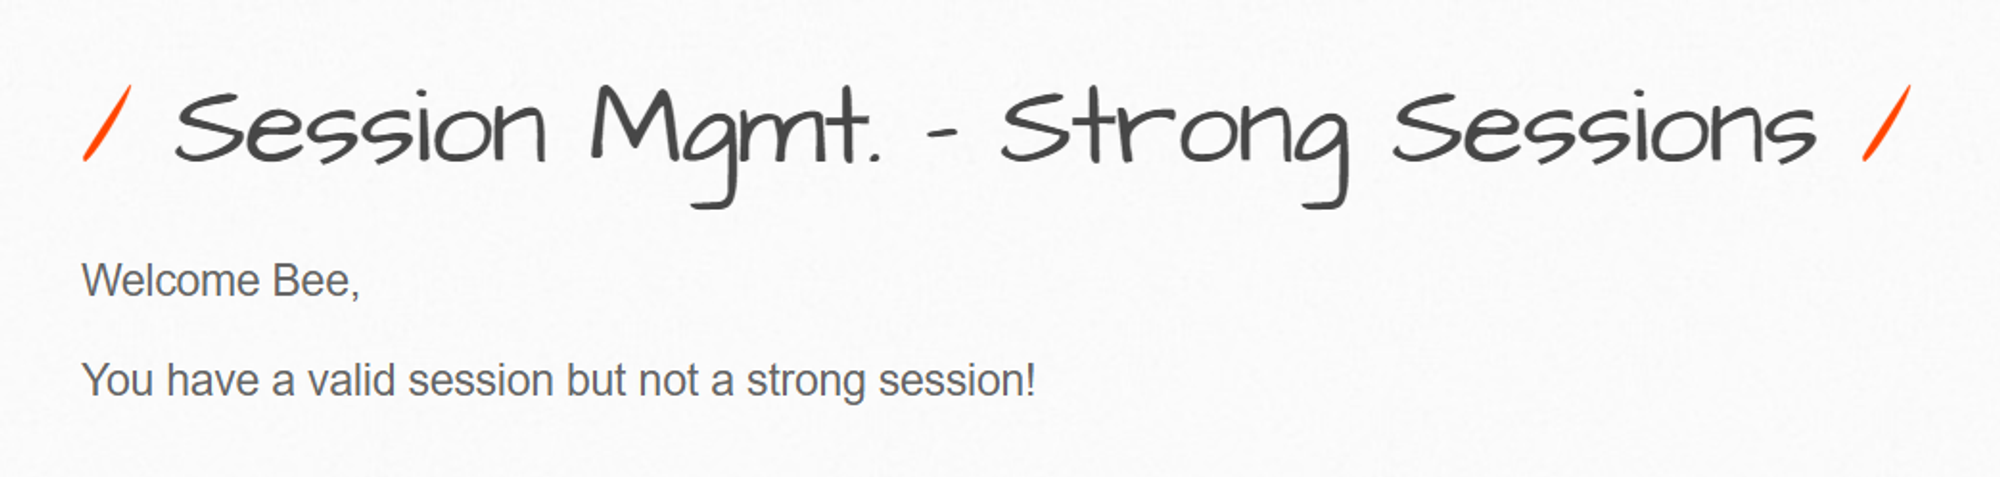 / Session Mgmt. - Strong Sessions /
Welcome Bee,
You have a valid session but not a strong session!